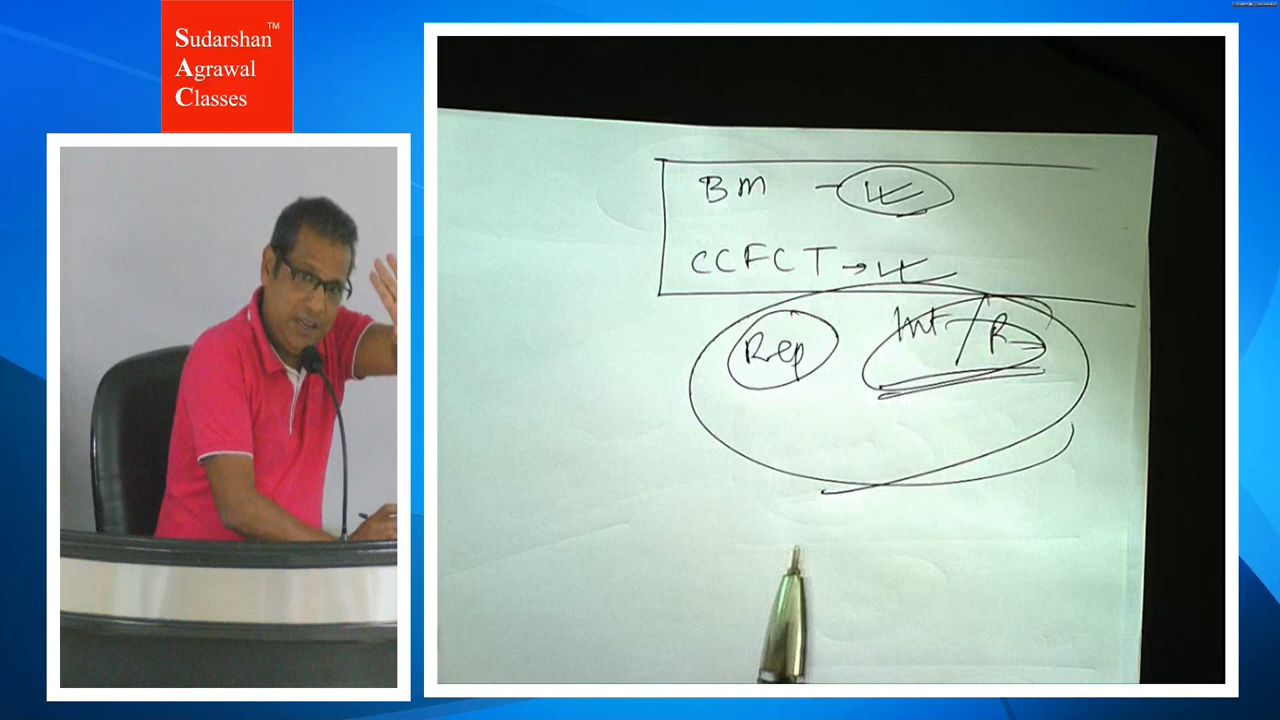 Sudarshan™
Agrawal
Classes
BM –
CCFCT →
Rep Int / R